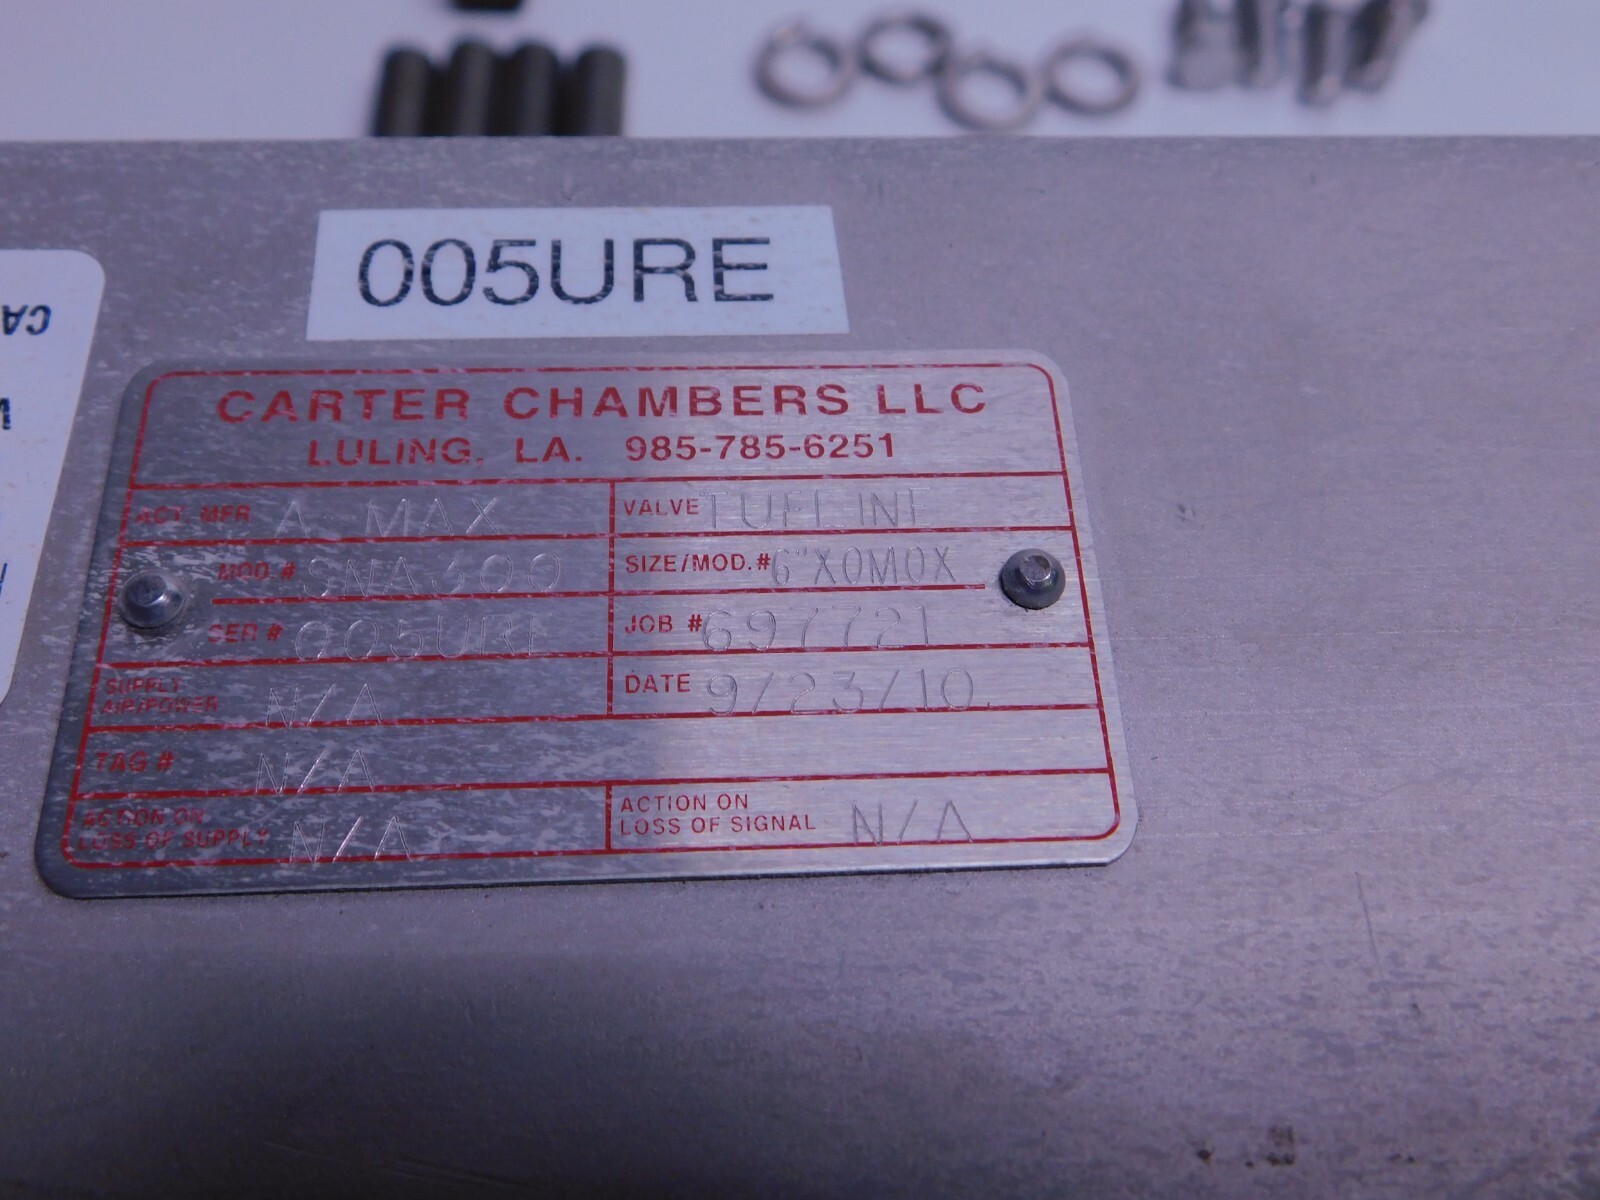 005URE
CA
CARTER CHAMBERS LLC
LULING, LA. 985-785-6251
ACT. MFR A MAX
VALVE TUFLINE
MOD. # SNA300
SIZE/MOD. # 6" XOMOX
SER # 005URE
JOB # 697721
SUPPLY
AIR/POWER N/A
DATE 9/23/10.
TAG # N/A
ACTION ON
LOSS OF SUPPLY N/A
ACTION ON
LOSS OF SIGNAL N/A